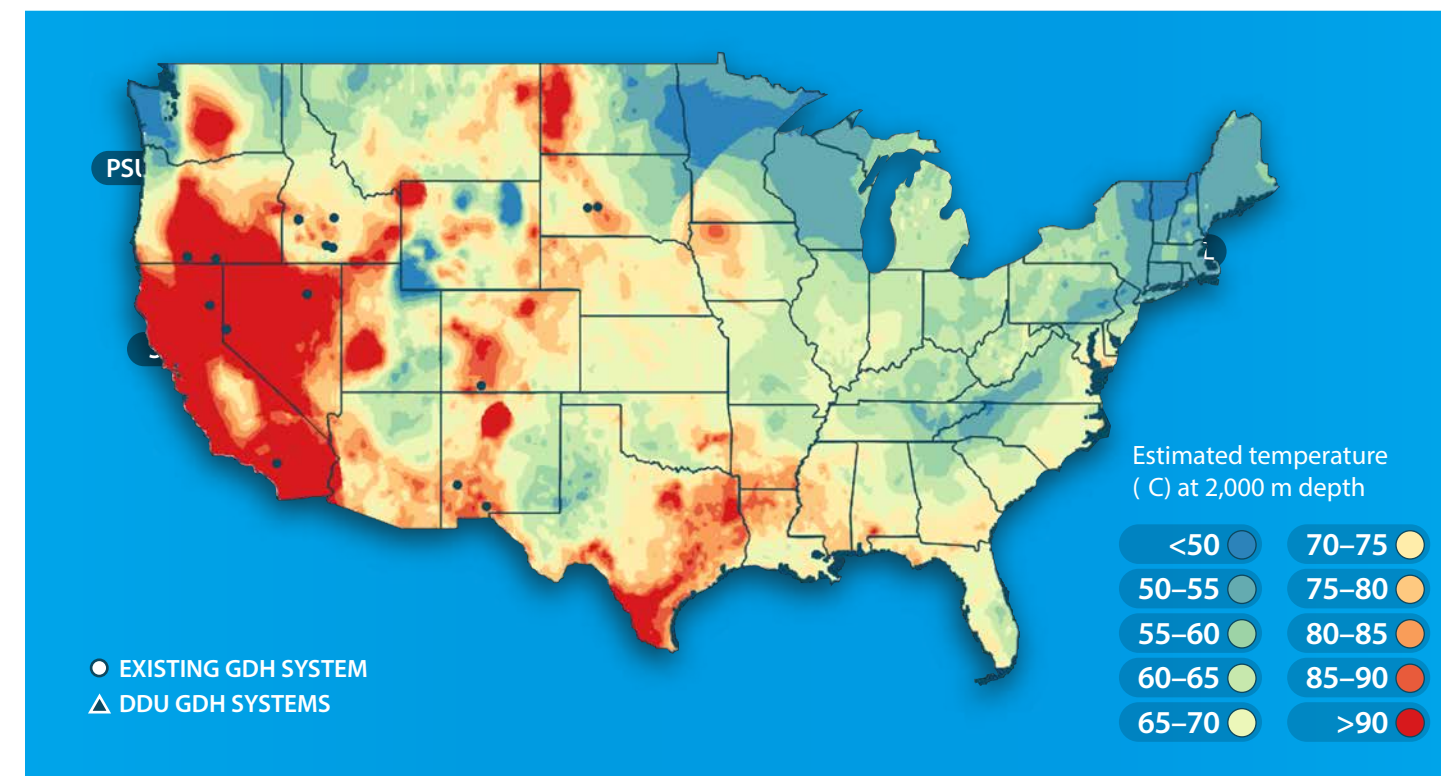 PSU
Estimated temperature
( C) at 2,000 m depth
<50
70–75
50–55
75–80
55–60
80–85
60–65
85–90
65–70
>90
EXISTING GDH SYSTEM
DDU GDH SYSTEMS